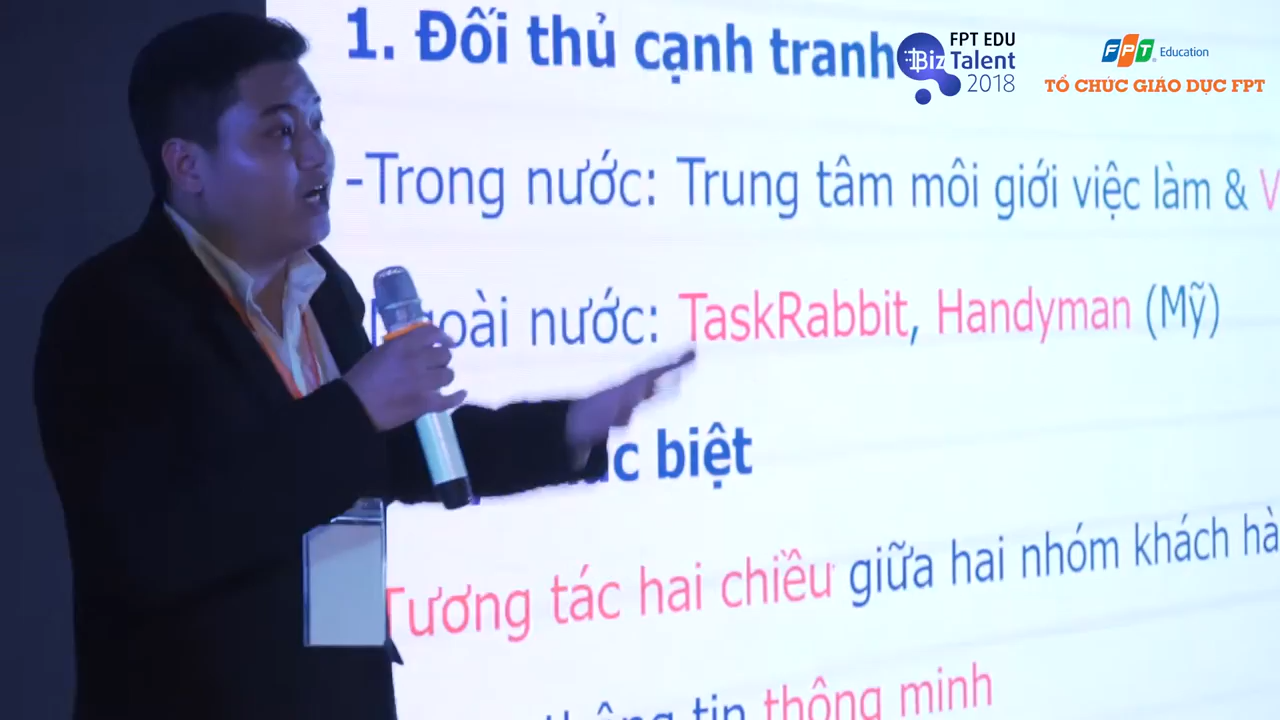 1. Đối thủ cạnh tranh
FPT EDU
Biz Talent
2018
FPT Education
TỔ CHỨC GIÁO DỤC FPT
-Trong nước: Trung tâm môi giới việc làm & V
oài nước: TaskRabbit, Handyman (Mỹ)
biệt
Tương tác hai chiều giữa hai nhóm khách hà
thông tin thông minh